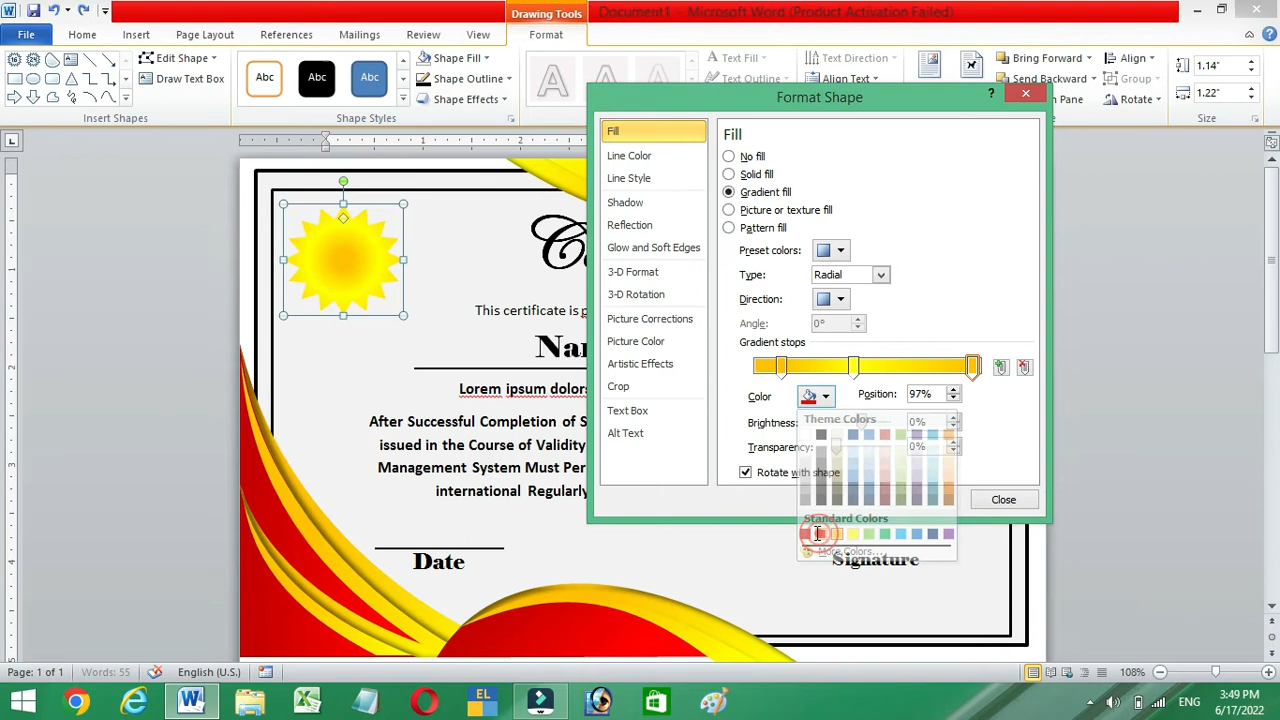 Drawing Tools
Document1 - Microsoft Word (Product Activation Failed)
File Home Insert Page Layout References Mailings Review View Format
Edit Shape
Draw Text Box
Insert Shapes
Abc Abc Abc
Shape Fill
Shape Outline
Shape Effects
Shape Styles
A A A
Text Fill
Text Outline
Text Direction
Align Text
Bring Forward
Send Backward
Pane
Align
Group
Rotate
1.14"
1.22"
Size
Format Shape
Fill
Line Color
Line Style
Shadow
Reflection
Glow and Soft Edges
3-D Format
3-D Rotation
Picture Corrections
Picture Color
Artistic Effects
Crop
Text Box
Alt Text
Fill
No fill
Solid fill
Gradient fill
Picture or texture fill
Pattern fill
Preset colors:
Type: Radial
Direction:
Angle: 0°
Gradient stops
Color Position: 97%
Brightness: 0%
Transparency: 0%
Rotate with shape
Theme Colors
Standard Colors
More Colors...
Close
This certificate is
Lorem ipsum dolor
After Successful Completion of
issued in the Course of Validity
Management System Must
international Regularly
Date
Signature
Page: 1 of 1 Words: 55 English (U.S.) 108%
EL
ENG
3:49 PM
6/17/2022